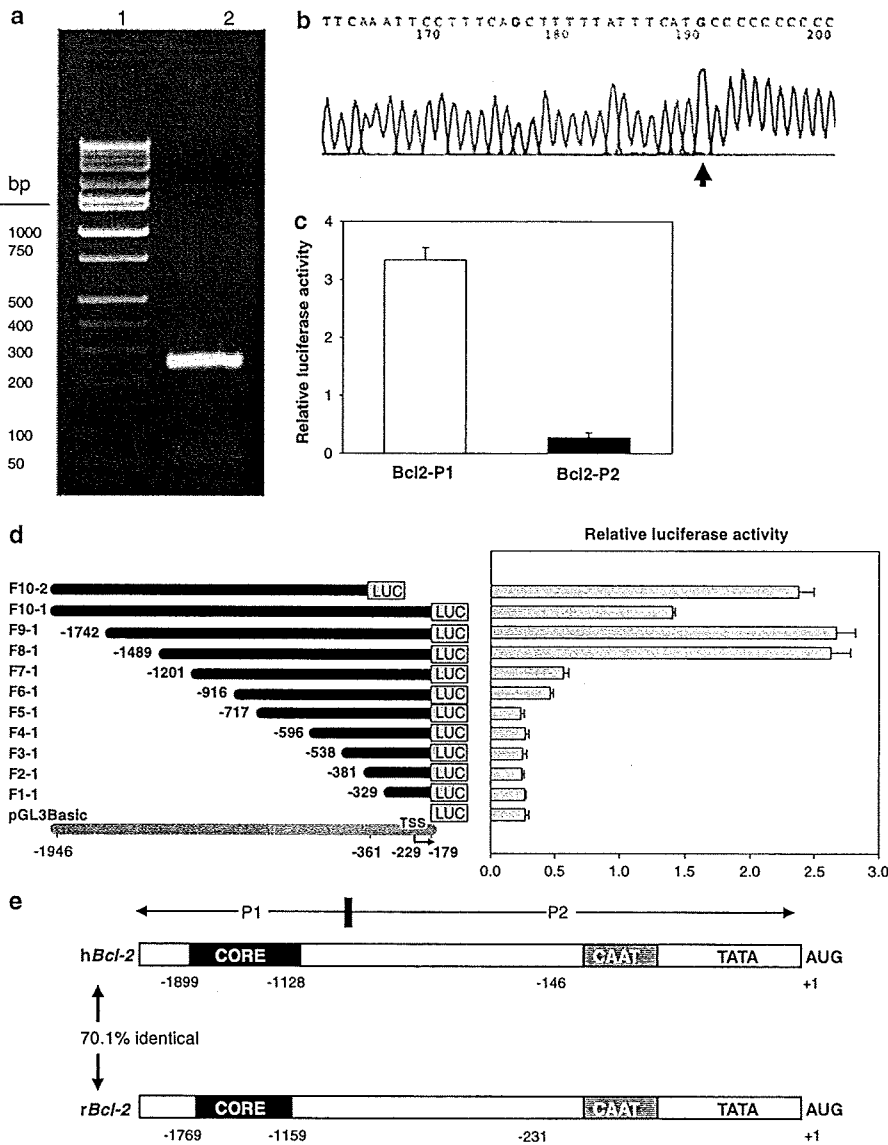 a
1 2
bp
1000
750
500
400
300
200
100
50
b
TTCAAATTCCTTTCAGCTTTTTATTTCATGCCCCCCCCCC
170 180 190 200
c
Relative luciferase activity
4
3
2
1
0
Bcl2-P1 Bcl2-P2
d
Relative luciferase activity
F10-2 LUC
F10-1 LUC
F9-1 -1742 LUC
F8-1 -1489 LUC
F7-1 -1201 LUC
F6-1 -916 LUC
F5-1 -717 LUC
F4-1 -596 LUC
F3-1 -538 LUC
F2-1 -381 LUC
F1-1 -329 LUC
pGL3Basic LUC
TSS
-1946 -361 -229 -179
0.0 0.5 1.0 1.5 2.0 2.5 3.0
e
P1 P2
hBcl-2 CORE CAAT TATA AUG
-1899 -1128 -146 +1
70.1% identical
rBcl-2 CORE CAAT TATA AUG
-1769 -1159 -231 +1